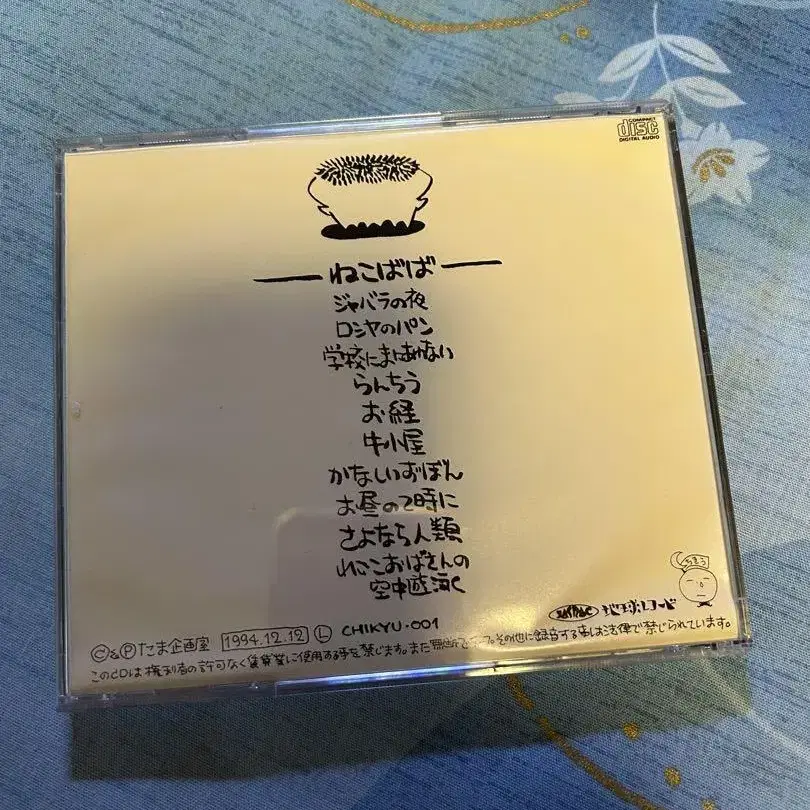 COMPACT
disc
DIGITAL AUDIO
ねこばば
ジャバラの夜
ロシヤのパン
学校にまにあわない
らんちう
お経
牛小屋
かなしいずぼん
お昼の2時に
さよなら人類
れいこおばさんの
空中遊泳
ちきう
地球レコード
Ⓒ&Ⓟたま企画室 1994.12.12 Ⓛ CHIKYU・001
このCDは権利者の許可なく賃貸業に使用する事を禁じます。また無断でテープ、その他に録音する事は法律で禁じられています。